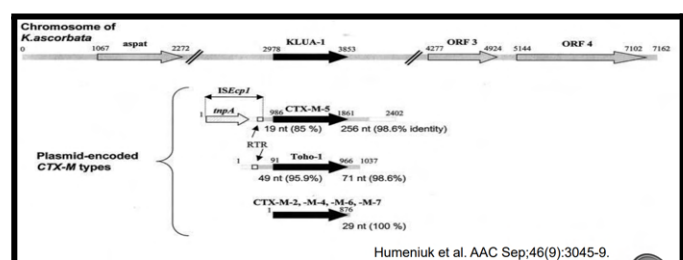 Chromosome of
K.ascorbata
0 1067 aspat 2272 2978 KLUA-1 3853 4277 ORF 3 4924 5144 ORF 4 7102 7162
ISEcp1
1 tnpA 986 CTX-M-5 1861 2402
19 nt (85 %) 256 nt (98.6% identity)
RTR
Plasmid-encoded
CTX-M types
1 91 Toho-1 966 1037
49 nt (95.9%) 71 nt (98.6%)
CTX-M-2, -M-4, -M-6, -M-7
1 876
29 nt (100 %)
Humeniuk et al. AAC Sep;46(9):3045-9.